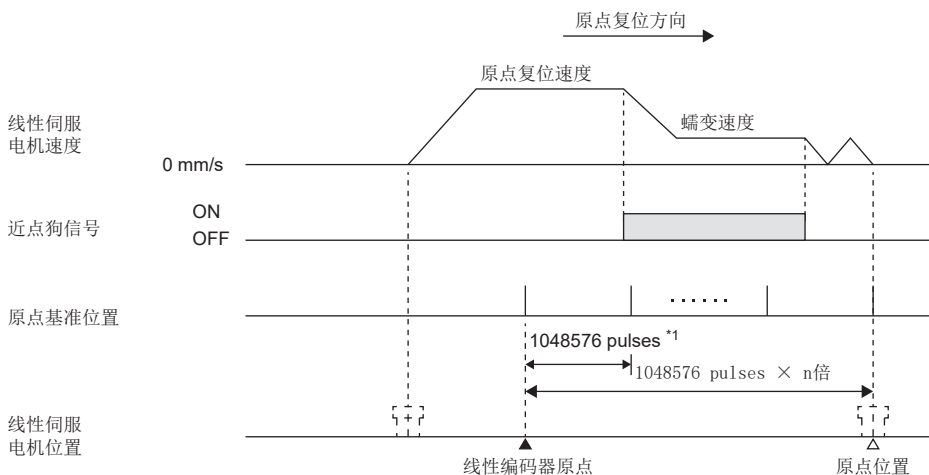 原点复位方向
原点复位速度
线性伺服
电机速度
蠕变速度
0 mm/s
近点狗信号
ON
OFF
原点基准位置
······
1048576 pulses *1
1048576 pulses × n倍
线性伺服
电机位置
线性编码器原点
原点位置